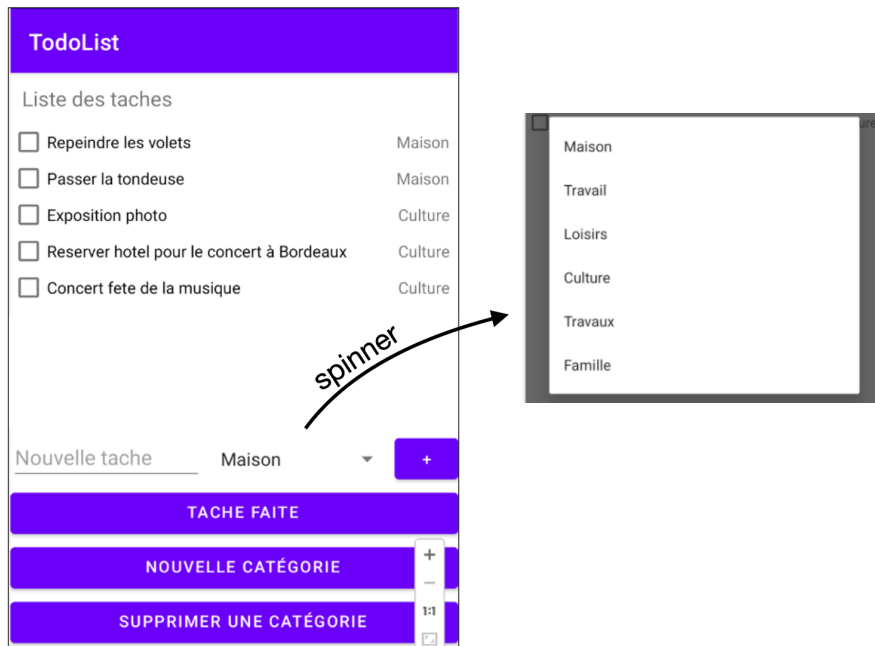 TodoList
Liste des taches
Repeindre les volets Maison
Passer la tondeuse Maison
Exposition photo Culture
Reserver hotel pour le concert à Bordeaux Culture
Concert fete de la musique Culture
spinner
Nouvelle tache Maison +
TACHE FAITE
NOUVELLE CATÉGORIE
SUPPRIMER UNE CATÉGORIE
+
−
1:1
ure
Maison
Travail
Loisirs
Culture
Travaux
Famille